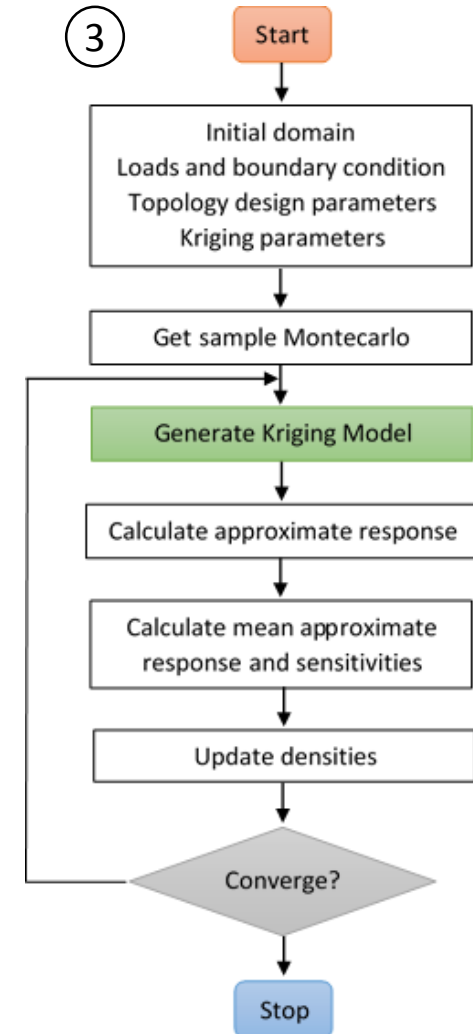 3
Start
Initial domain
Loads and boundary condition
Topology design parameters
Kriging parameters
Get sample Montecarlo
Generate Kriging Model
Calculate approximate response
Calculate mean approximate
response and sensitivities
Update densities
Converge?
Stop